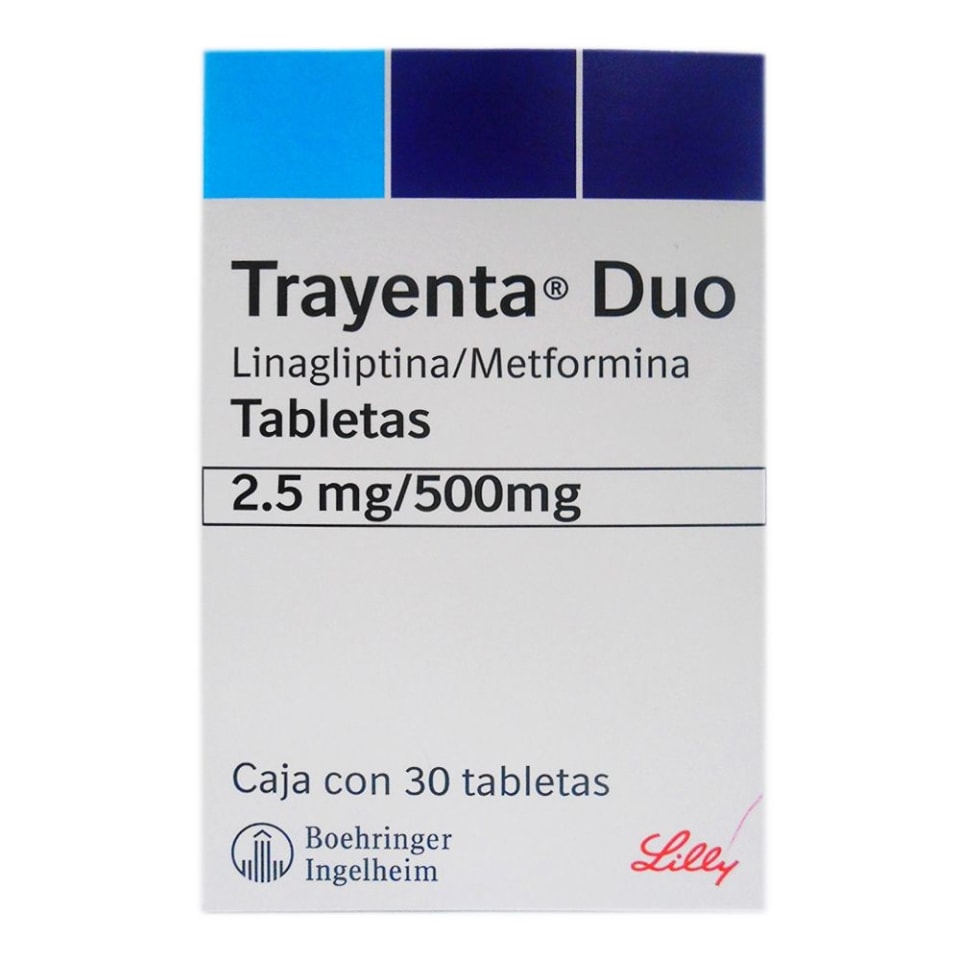 Trayenta® Duo
Linagliptina/Metformina
Tabletas
2.5 mg/500mg
Caja con 30 tabletas
Boehringer
Ingelheim
Lilly